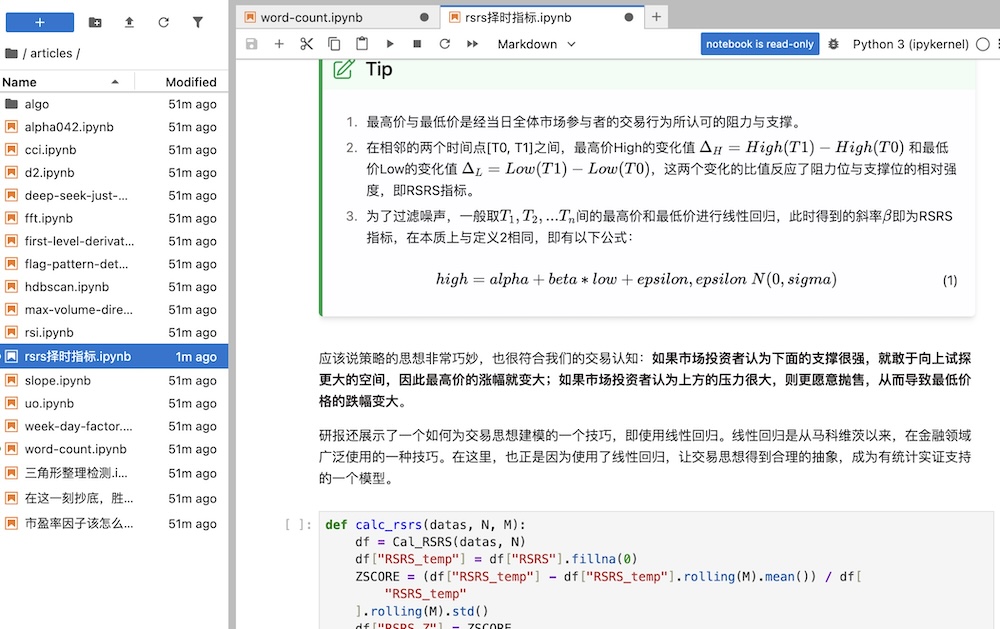 +
/ articles /
Name Modified
algo 51m ago
alpha042.ipynb 51m ago
cci.ipynb 51m ago
d2.ipynb 51m ago
deep-seek-just-... 51m ago
fft.ipynb 51m ago
first-level-derivat... 51m ago
flag-pattern-det... 51m ago
hdbscan.ipynb 51m ago
max-volume-dire... 51m ago
rsi.ipynb 51m ago
rsrs择时指标.ipynb 1m ago
slope.ipynb 51m ago
uo.ipynb 51m ago
week-day-factor.... 51m ago
word-count.ipynb 51m ago
三角形整理检测.i... 51m ago
在这一刻抄底，胜... 51m ago
市盈率因子该怎么... 51m ago
word-count.ipynb
rsrs择时指标.ipynb
+
Markdown
notebook is read-only
Python 3 (ipykernel)
Tip
1. 最高价与最低价是经当日全体市场参与者的交易行为所认可的阻力与支撑。
2. 在相邻的两个时间点[T0, T1]之间，最高价High的变化值 Δ_H = High(T1) − High(T0) 和最低
价Low的变化值 Δ_L = Low(T1) − Low(T0)，这两个变化的比值反应了阻力位与支撑位的相对强
度，即RSRS指标。
3. 为了过滤噪声，一般取T₁, T₂, ...Tₙ间的最高价和最低价进行线性回归，此时得到的斜率β即为RSRS
指标，在本质上与定义2相同，即有以下公式：
high = alpha + beta ∗ low + epsilon, epsilon N(0, sigma) (1)
应该说策略的思想非常巧妙，也很符合我们的交易认知：如果市场投资者认为下面的支撑很强，就敢于向上试探
更大的空间，因此最高价的涨幅就变大；如果市场投资者认为上方的压力很大，则更愿意抛售，从而导致最低价
格的跌幅变大。
研报还展示了一个如何为交易思想建模的一个技巧，即使用线性回归。线性回归是从马科维茨以来，在金融领域
广泛使用的一种技巧。在这里，也正是因为使用了线性回归，让交易思想得到合理的抽象，成为有统计实证支持
的一个模型。
[ ]: def calc_rsrs(datas, N, M):
df = Cal_RSRS(datas, N)
df["RSRS_temp"] = df["RSRS"].fillna(0)
ZSCORE = (df["RSRS_temp"] - df["RSRS_temp"].rolling(M).mean()) / df[
"RSRS_temp"
].rolling(M).std()
df["RSRS_Z"] = ZSCORE